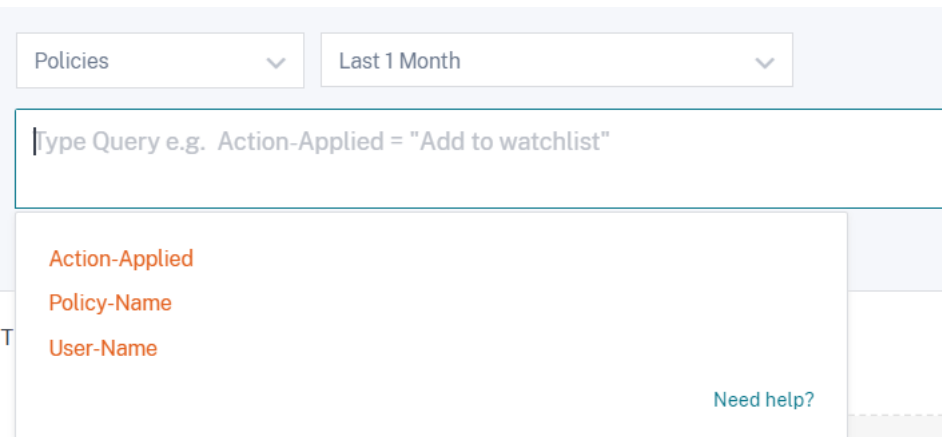 Policies
Last 1 Month
Type Query e.g. Action-Applied = "Add to watchlist"
Action-Applied
Policy-Name
T
User-Name
Need help?